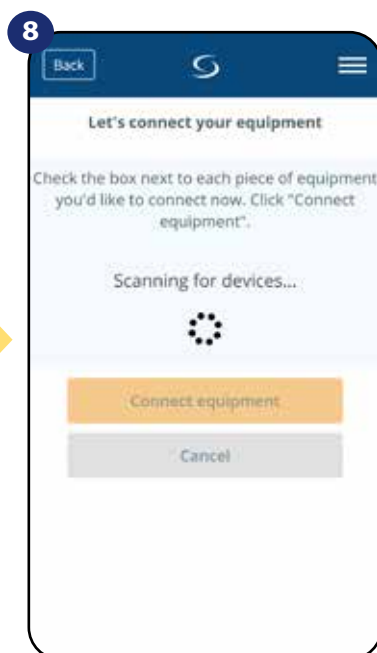 8
Back
Let's connect your equipment
Check the box next to each piece of equipment
you'd like to connect now. Click "Connect
equipment".
Scanning for devices...
Connect equipment
Cancel